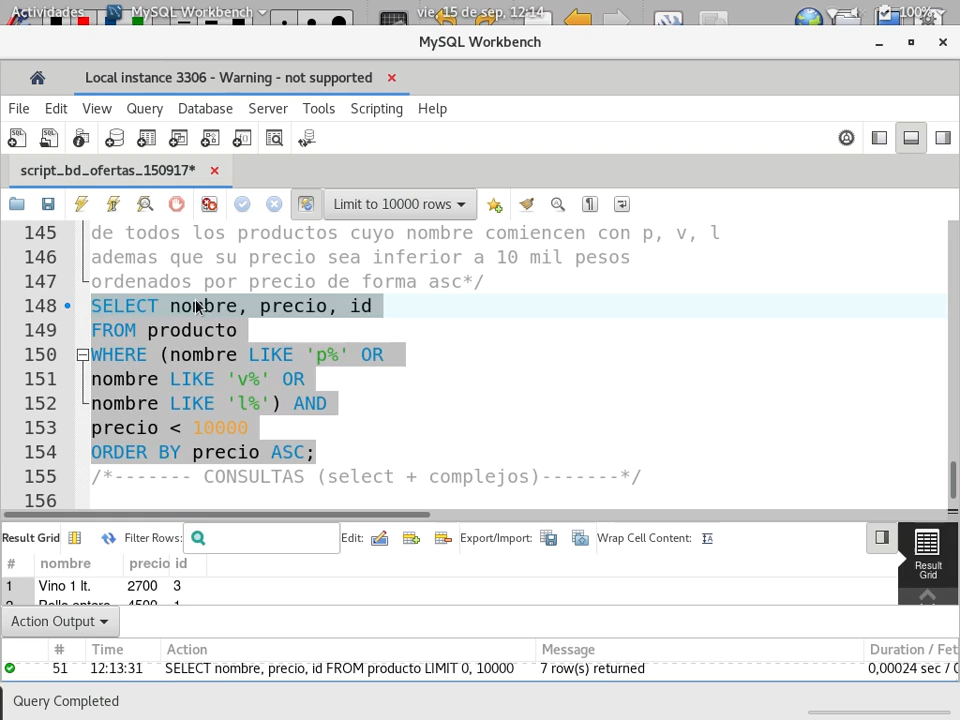 Actividades MySQL Workbench vie, 15 de sep, 12:14 100%
MySQL Workbench
Local instance 3306 - Warning - not supported
File Edit View Query Database Server Tools Scripting Help
script_bd_ofertas_150917*
Limit to 10000 rows
145 de todos los productos cuyo nombre comiencen con p, v, l
146 ademas que su precio sea inferior a 10 mil pesos
147 ordenados por precio de forma asc*/
148 SELECT nombre, precio, id
149 FROM producto
150 WHERE (nombre LIKE 'p%' OR
151 nombre LIKE 'v%' OR
152 nombre LIKE 'l%') AND
153 precio < 10000
154 ORDER BY precio ASC;
155 /*------- CONSULTAS (select + complejos)-------*/
156
Result Grid Filter Rows: Edit: Export/Import: Wrap Cell Content:
Result Grid
# nombre precio id
1 Vino 1 lt. 2700 3
Action Output
# Time Action Message Duration / Fet
51 12:13:31 SELECT nombre, precio, id FROM producto LIMIT 0, 10000 7 row(s) returned 0,00024 sec / 0
Query Completed